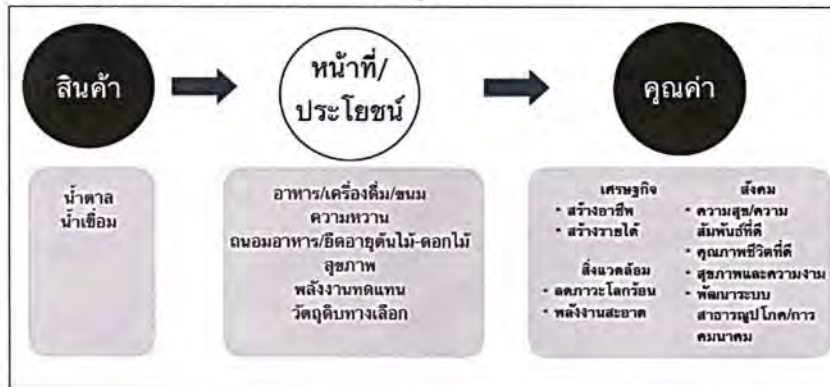 สินค้า
หน้าที่/
ประโยชน์
คุณค่า
น้ำตาล
น้ำเชื่อม
อาหาร/เครื่องดื่ม/ขนม
ความหวาน
ถนอมอาหาร/ยืดอายุต้นไม้-ดอกไม้
สุขภาพ
พลังงานทดแทน
วัตถุดิบทางเลือก
เศรษฐกิจ
• สร้างอาชีพ
• สร้างรายได้
สิ่งแวดล้อม
• ลดภาวะโลกร้อน
• พลังงานสะอาด
สังคม
• ความสุข/ความ
สัมพันธ์ที่ดี
• คุณภาพชีวิตที่ดี
• สุขภาพและความงาม
• พัฒนาระบบ
สาธารณูปโภค/การ
คมนาคม